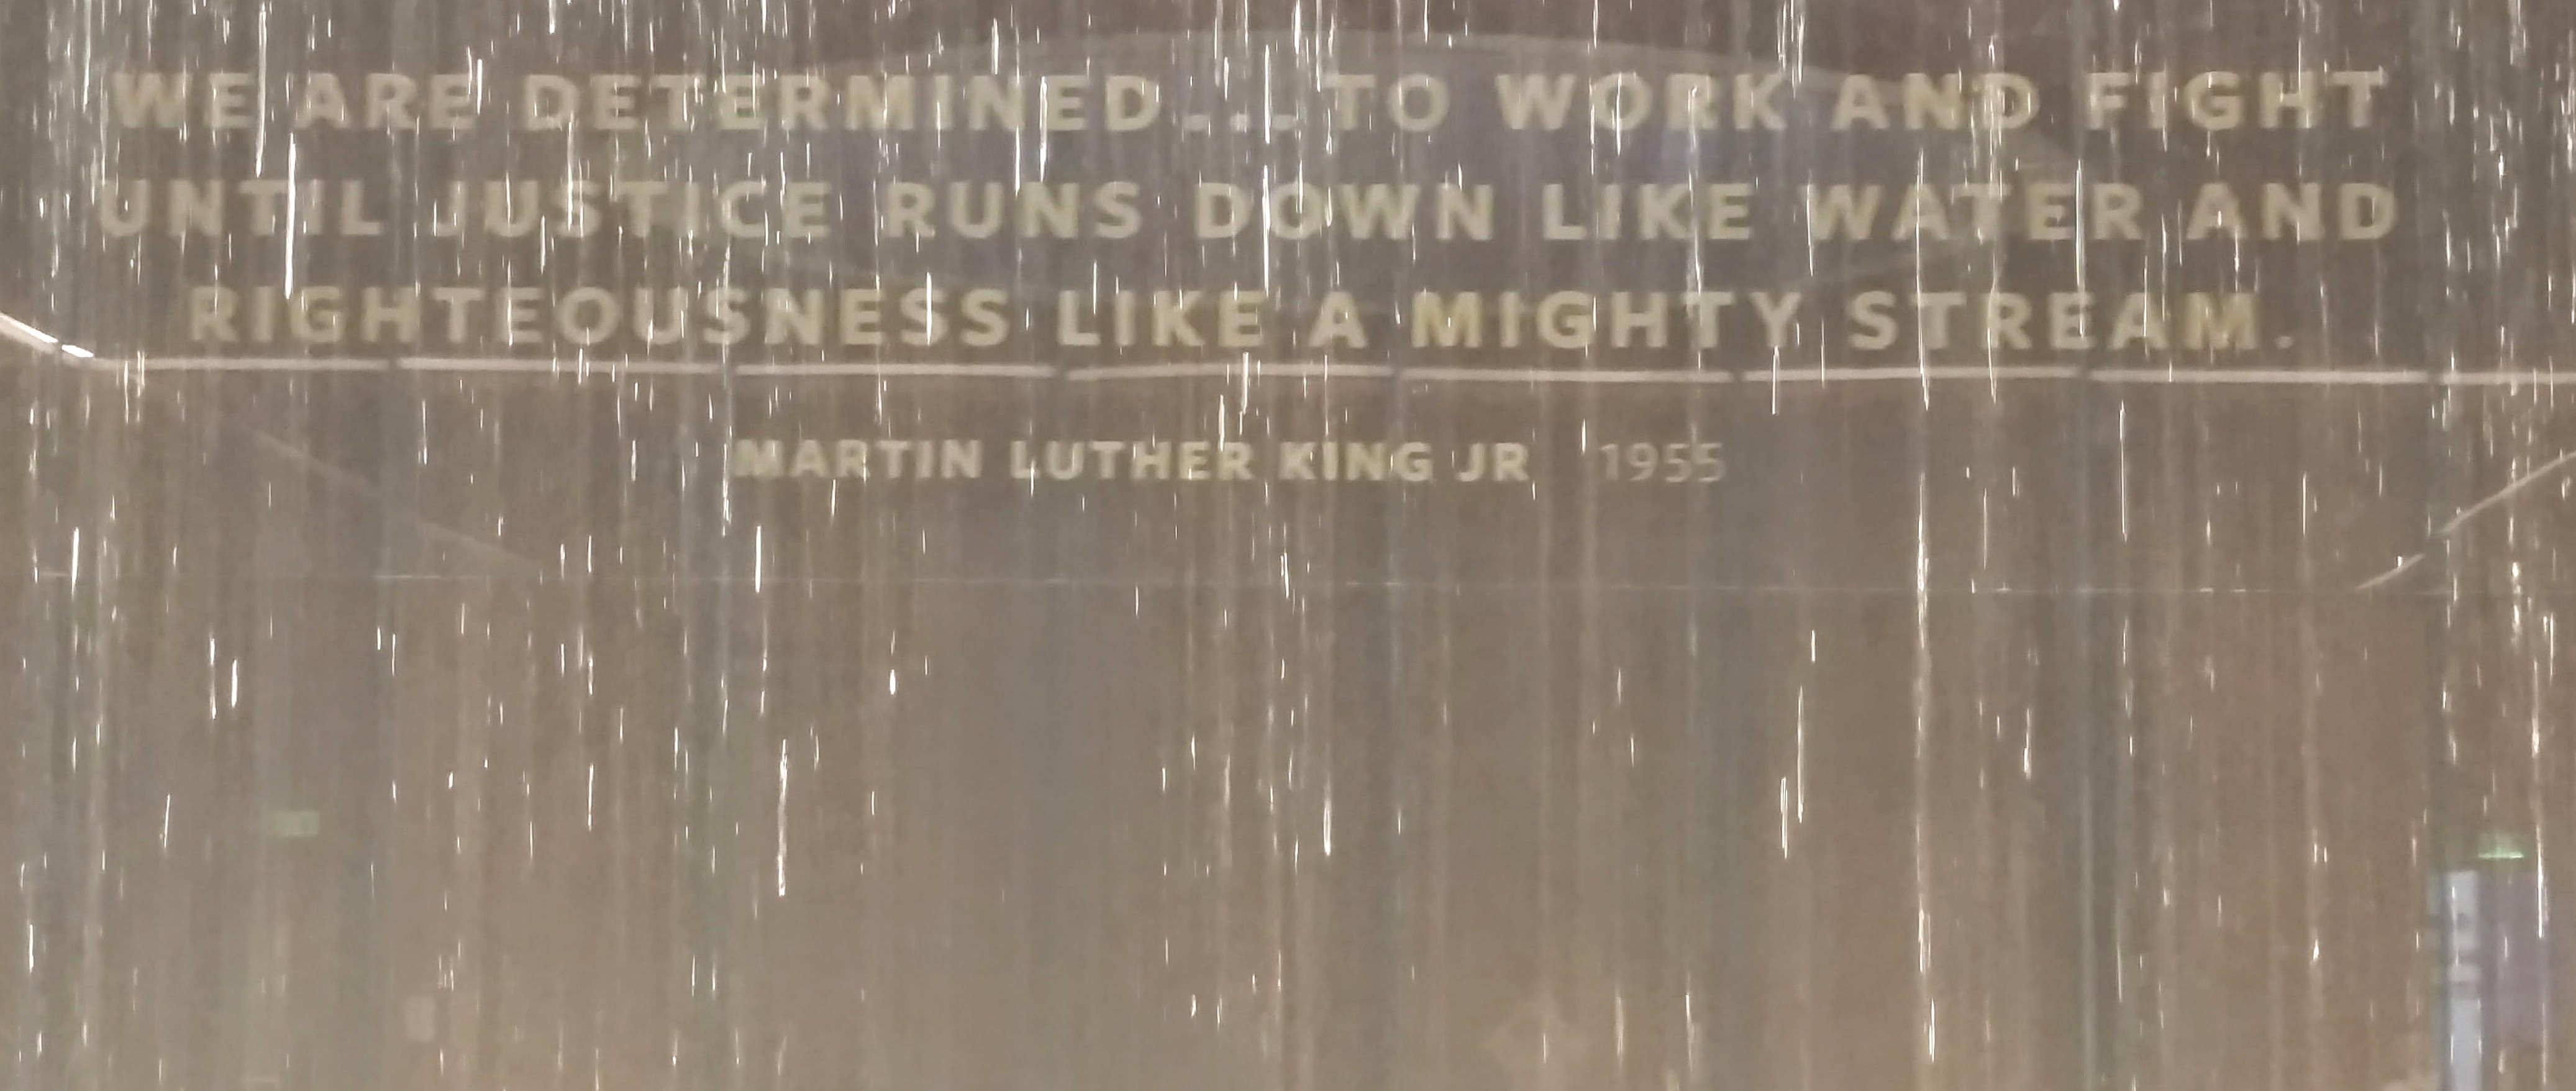 WE ARE DETERMINED...TO WORK AND FIGHT
UNTIL JUSTICE RUNS DOWN LIKE WATER AND
RIGHTEOUSNESS LIKE A MIGHTY STREAM.
MARTIN LUTHER KING JR 1955